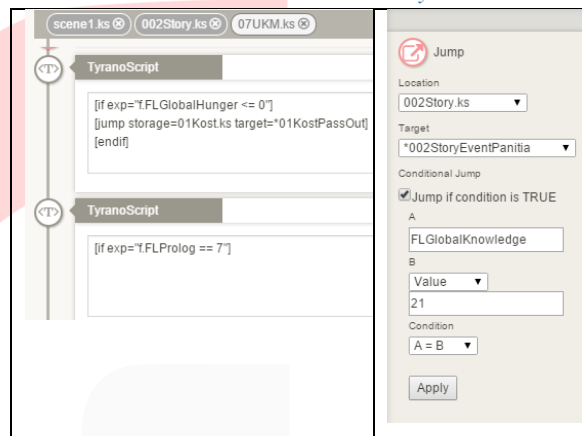 scene1.ks
002Story.ks
07UKM.ks
<T>
TyranoScript
[if exp="f.FLGlobalHunger <= 0"]
[jump storage=01Kost.ks target=*01KostPassOut]
[endif]
<T>
TyranoScript
[if exp="f.FLProlog == 7"]
Jump
Location
002Story.ks
Target
*002StoryEventPanitia
Conditional Jump
Jump if condition is TRUE
A
FLGlobalKnowledge
B
Value
21
Condition
A = B
Apply